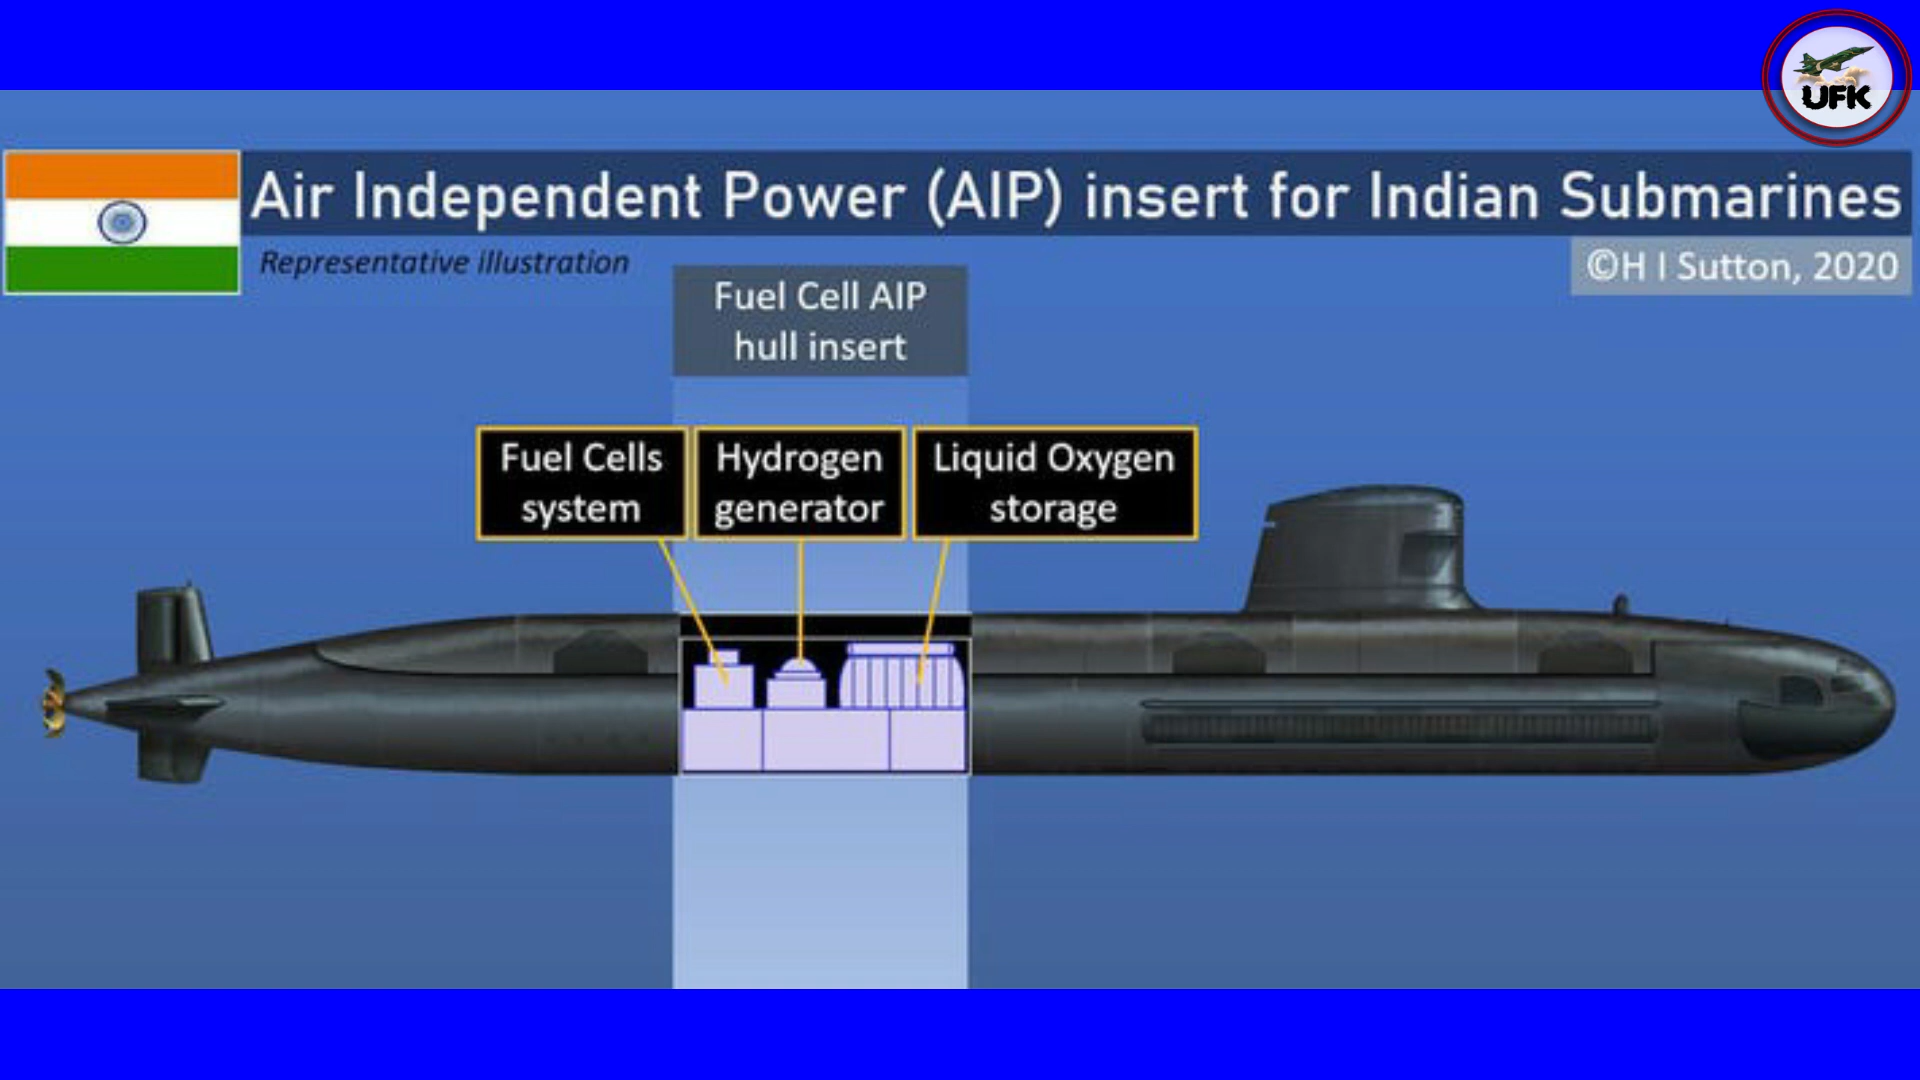 UFK
Air Independent Power (AIP) insert for Indian Submarines
Representative illustration
©H I Sutton, 2020
Fuel Cell AIP
hull insert
Fuel Cells
system
Hydrogen
generator
Liquid Oxygen
storage